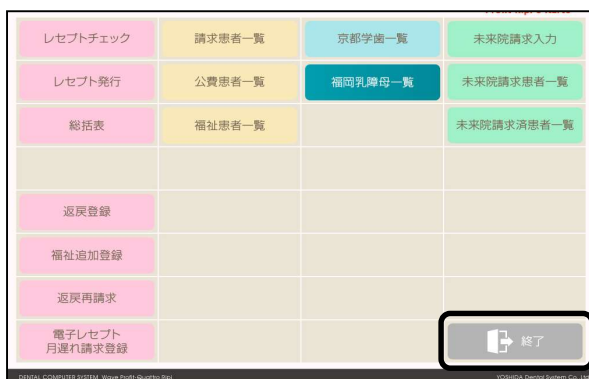 レセプトチェック
請求患者一覧
京都学歯一覧
未来院請求入力
レセプト発行
公費患者一覧
福岡乳障母一覧
未来院請求患者一覧
総括表
福祉患者一覧
未来院請求済患者一覧
返戻登録
福祉追加登録
返戻再請求
電子レセプト
月遅れ請求登録
終了
DENTAL COMPUTER SYSTEM Wave Profit-Quattro Ripi
YOSHIDA Dental System Co., Ltd